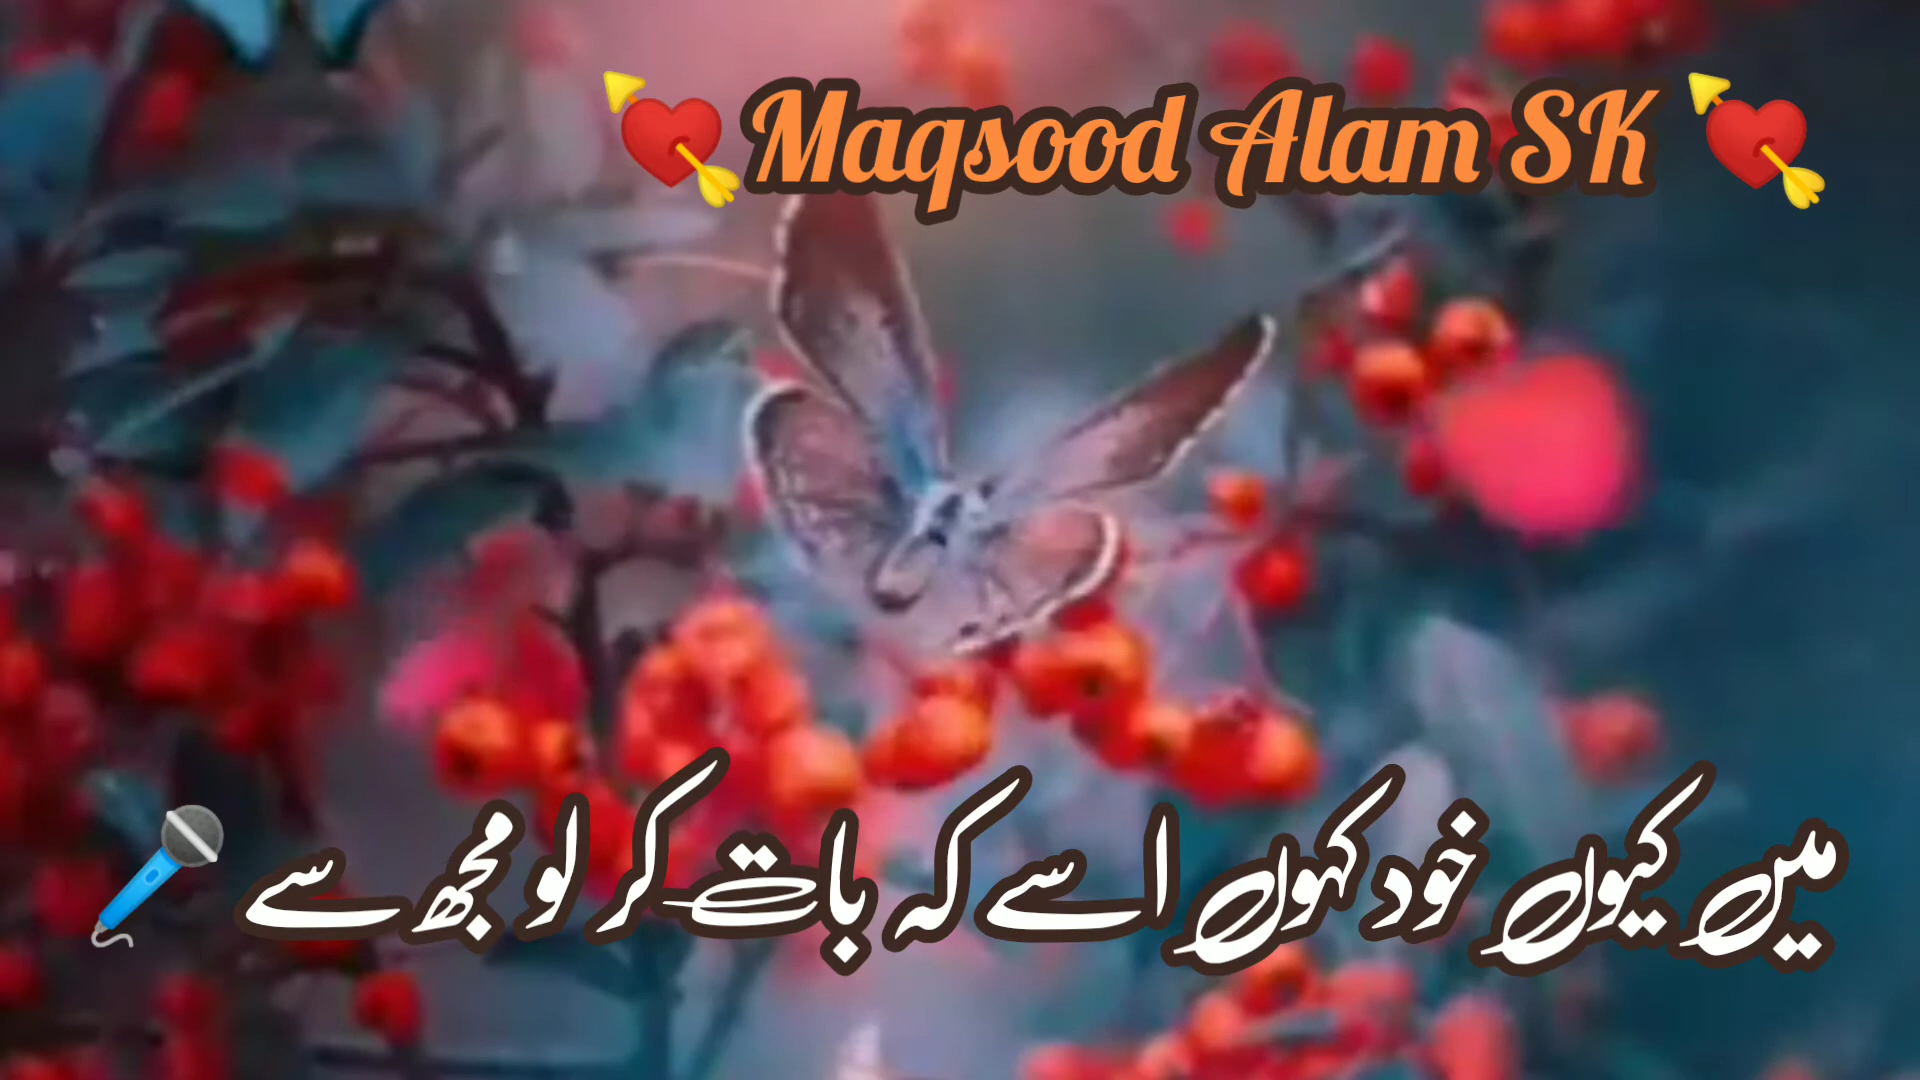 💘Maqsood Alam SK 💘
میں کیوں خود کہوں اسے کہ بات کر لو مجھ سے 🎤